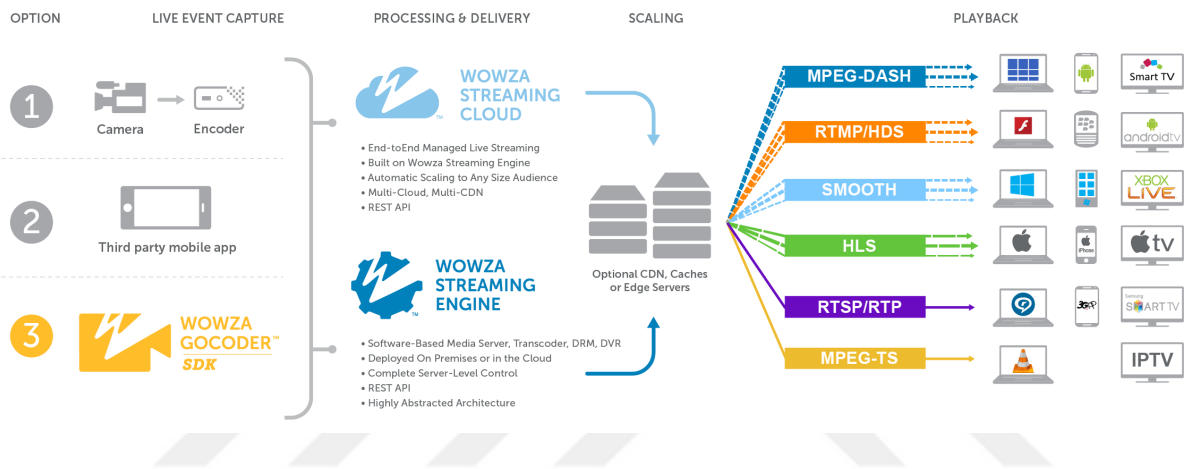 OPTION
LIVE EVENT CAPTURE
PROCESSING & DELIVERY
SCALING
PLAYBACK
1
Camera
Encoder
2
Third party mobile app
3
WOWZA
GOCODER™
SDK
WOWZA
STREAMING
CLOUD
™
• End-toEnd Managed Live Streaming
• Built on Wowza Streaming Engine
• Automatic Scaling to Any Size Audience
• Multi-Cloud, Multi-CDN
• REST API
WOWZA
STREAMING
ENGINE
™
• Software-Based Media Server, Transcoder, DRM, DVR
• Deployed On Premises or in the Cloud
• Complete Server-Level Control
• REST API
• Highly Abstracted Architecture
Optional CDN, Caches
or Edge Servers
MPEG-DASH
Smart TV
RTMP/HDS
androidtv
SMOOTH
XBOX
LIVE
HLS
iPhone
tv
RTSP/RTP
3GPP
Samsung
SMART TV
MPEG-TS
IPTV